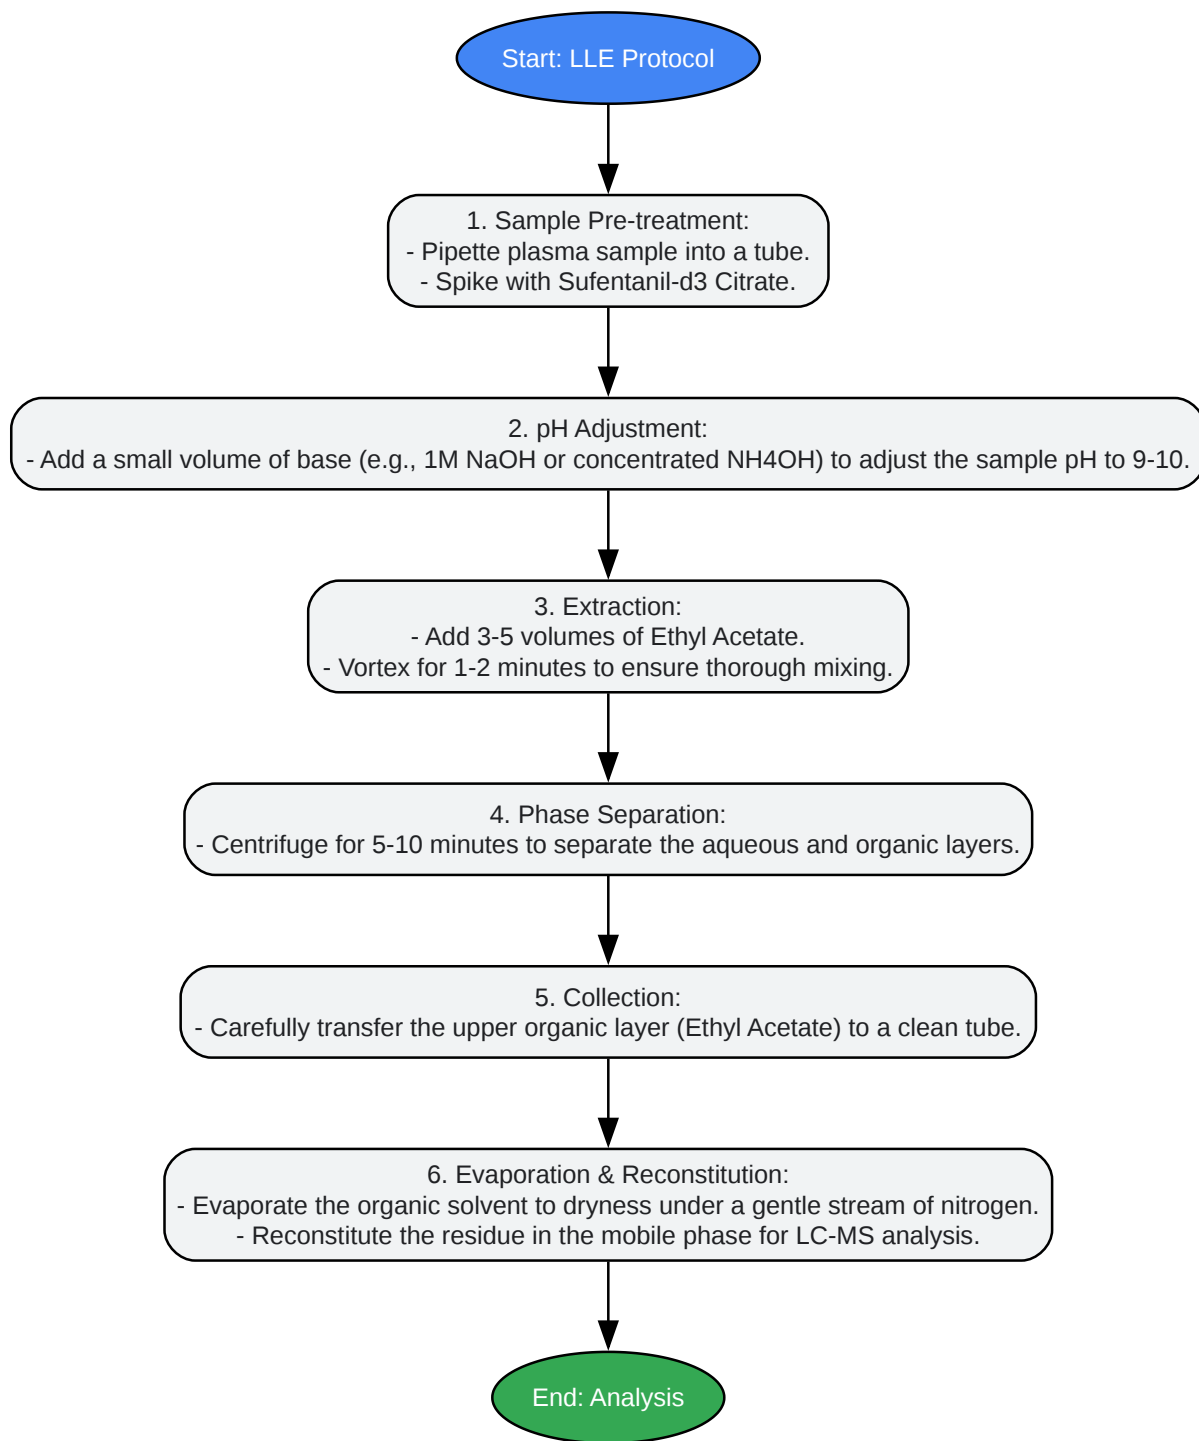 Start: LLE Protocol
1. Sample Pre-treatment:
- Pipette plasma sample into a tube.
- Spike with Sufentanil-d3 Citrate.
2. pH Adjustment:
- Add a small volume of base (e.g., 1M NaOH or concentrated NH4OH) to adjust the sample pH to 9-10.
3. Extraction:
- Add 3-5 volumes of Ethyl Acetate.
- Vortex for 1-2 minutes to ensure thorough mixing.
4. Phase Separation:
- Centrifuge for 5-10 minutes to separate the aqueous and organic layers.
5. Collection:
- Carefully transfer the upper organic layer (Ethyl Acetate) to a clean tube.
6. Evaporation & Reconstitution:
- Evaporate the organic solvent to dryness under a gentle stream of nitrogen.
- Reconstitute the residue in the mobile phase for LC-MS analysis.
End: Analysis